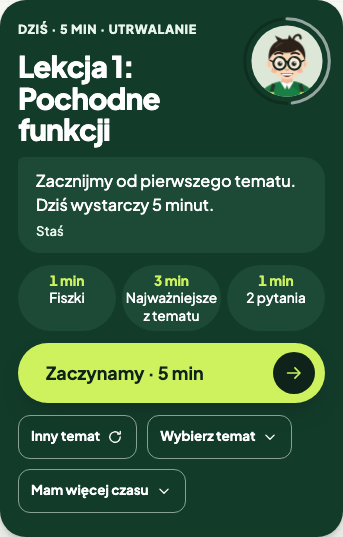 DZIŚ · 5 MIN · UTRWALANIE
Lekcja 1:
Pochodne
funkcji
Zacznijmy od pierwszego tematu.
Dziś wystarczy 5 minut.
Staś
1 min
Fiszki
3 min
Najważniejsze
z tematu
1 min
2 pytania
Zaczynamy · 5 min
Inny temat
Wybierz temat
Mam więcej czasu